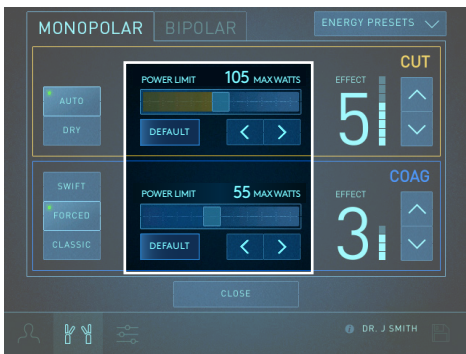 MONOPOLAR
BIPOLAR
ENERGY PRESETS
CUT
POWER LIMIT 105 MAX WATTS
EFFECT
AUTO
5
DRY
DEFAULT
COAG
SWIFT
POWER LIMIT 55 MAX WATTS
EFFECT
FORCED
3
CLASSIC
DEFAULT
CLOSE
DR. J SMITH